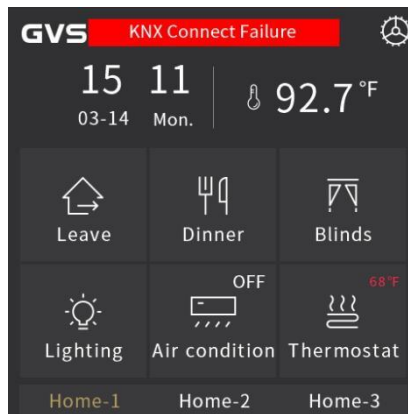 GVS KNX Connect Failure
15 11 92.7 °F
03-14 Mon.
Leave Dinner Blinds
OFF 68°F
Lighting Air condition Thermostat
Home-1 Home-2 Home-3